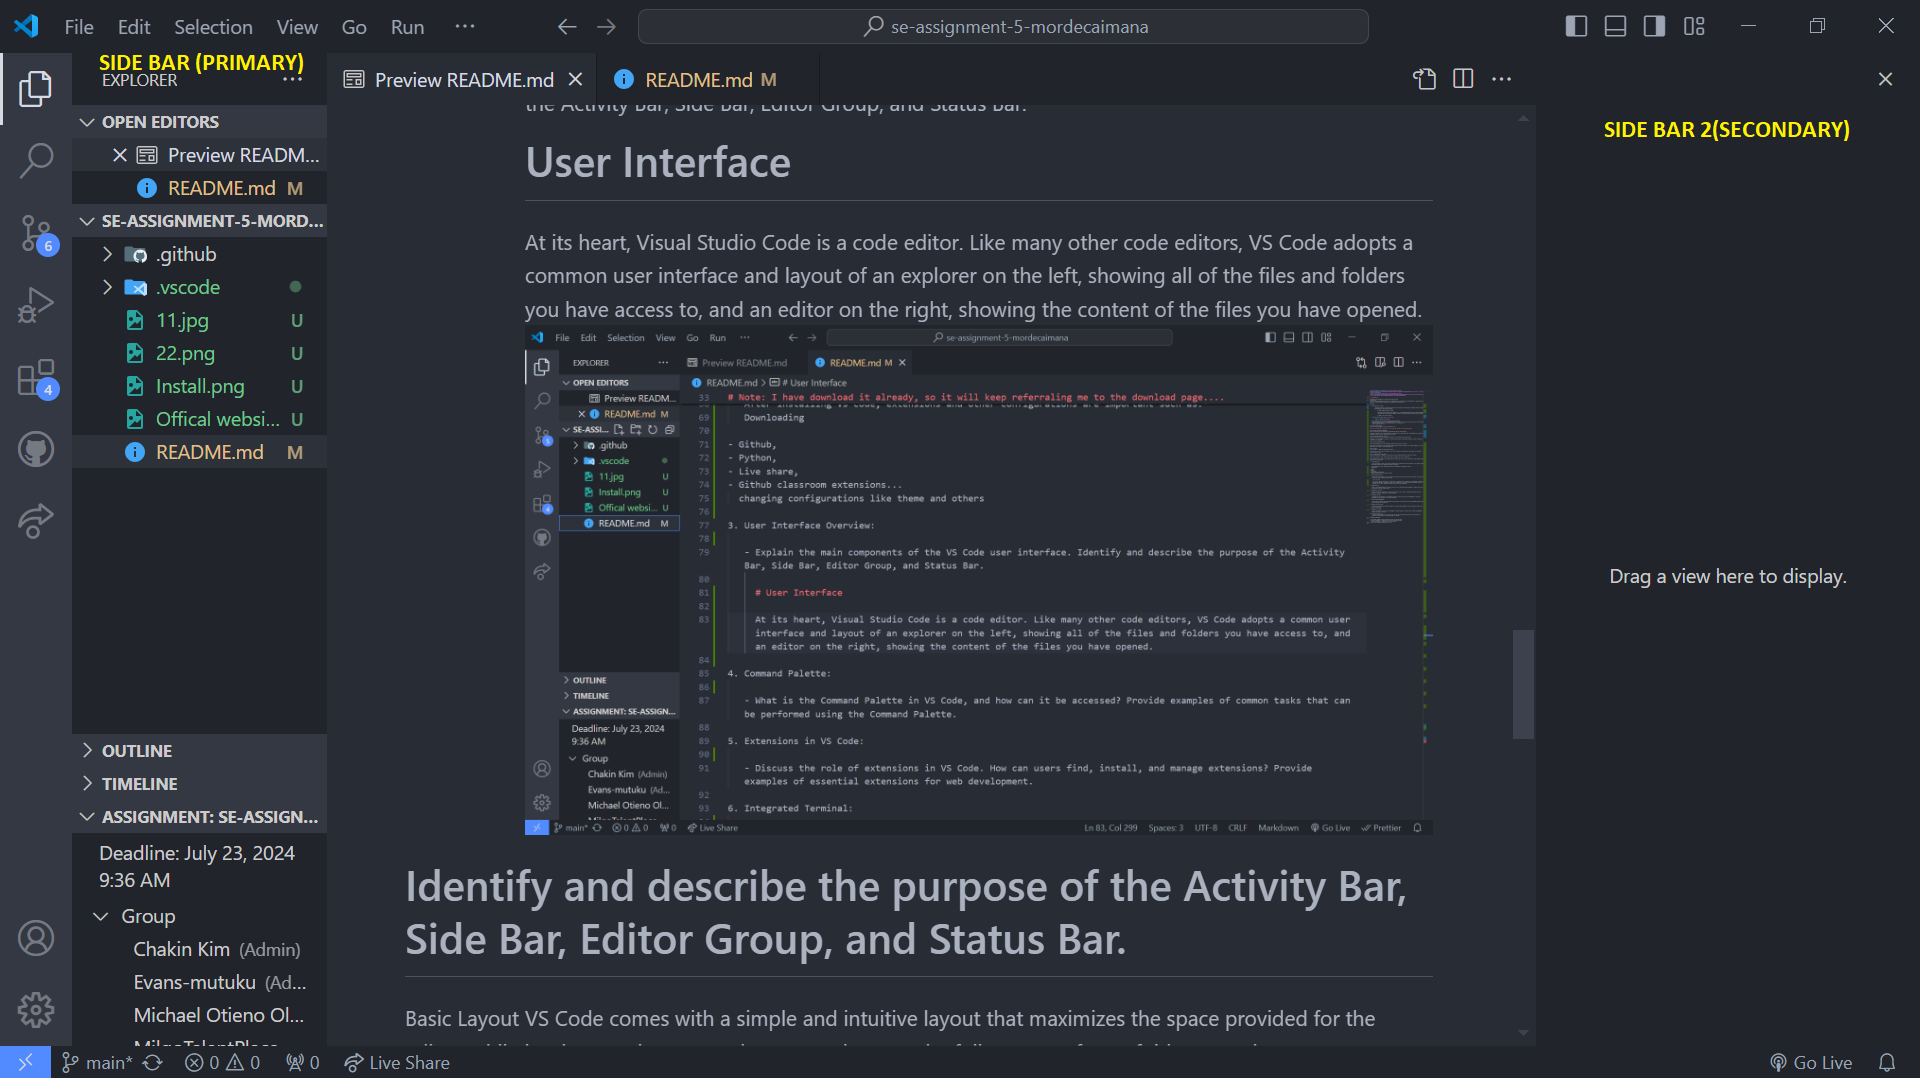 File Edit Selection View Go Run ···
se-assignment-5-mordecaimana
SIDE BAR (PRIMARY)
EXPLORER
OPEN EDITORS
Preview READM...
README.md M
SE-ASSIGNMENT-5-MORD...
.github
.vscode
11.jpg U
22.png U
Install.png U
Offical websi... U
README.md M
OUTLINE
TIMELINE
ASSIGNMENT: SE-ASSIGN...
Deadline: July 23, 2024
9:36 AM
Group
Chakin Kim (Admin)
Evans-mutuku (Ad...
Michael Otieno Ol...
6
4
Preview README.md
README.md M
the Activity Bar, Side Bar, Editor Group, and Status Bar.
User Interface
At its heart, Visual Studio Code is a code editor. Like many other code editors, VS Code adopts a
common user interface and layout of an explorer on the left, showing all of the files and folders
you have access to, and an editor on the right, showing the content of the files you have opened.
File Edit Selection View Go Run ···
se-assignment-5-mordecaimana
EXPLORER
OPEN EDITORS
Preview READM...
README.md M
SE-ASSI...
.github
.vscode
11.jpg U
Install.png U
Offical websi... U
README.md M
OUTLINE
TIMELINE
ASSIGNMENT: SE-ASSIGN...
Deadline: July 23, 2024
9:36 AM
Group
Chakin Kim (Admin)
Evans-mutuku (Ad...
Michael Otieno Ol...
Preview README.md
README.md M
README.md > # User Interface
33 # Note: I have download it already, so it will keep referraling me to the download page....
69 Downloading
70
71 - Github,
72 - Python,
73 - Live share,
74 - Github classroom extensions...
75 changing configurations like theme and others
76
77 3. User Interface Overview:
78
79 - Explain the main components of the VS Code user interface. Identify and describe the purpose of the Activity
Bar, Side Bar, Editor Group, and Status Bar.
80
81 # User Interface
82
83 At its heart, Visual Studio Code is a code editor. Like many other code editors, VS Code adopts a common user
interface and layout of an explorer on the left, showing all of the files and folders you have access to, and
an editor on the right, showing the content of the files you have opened.
84
85 4. Command Palette:
86
87 - What is the Command Palette in VS Code, and how can it be accessed? Provide examples of common tasks that can
be performed using the Command Palette.
88
89 5. Extensions in VS Code:
90
91 - Discuss the role of extensions in VS Code. How can users find, install, and manage extensions? Provide
examples of essential extensions for web development.
92
93 6. Integrated Terminal:
main* 0 0 0 Live Share
Ln 83, Col 299 Spaces: 3 UTF-8 CRLF Markdown Go Live Prettier
Identify and describe the purpose of the Activity Bar,
Side Bar, Editor Group, and Status Bar.
Basic Layout VS Code comes with a simple and intuitive layout that maximizes the space provided for the
SIDE BAR 2(SECONDARY)
Drag a view here to display.
main* 0 0 0 Live Share
Go Live